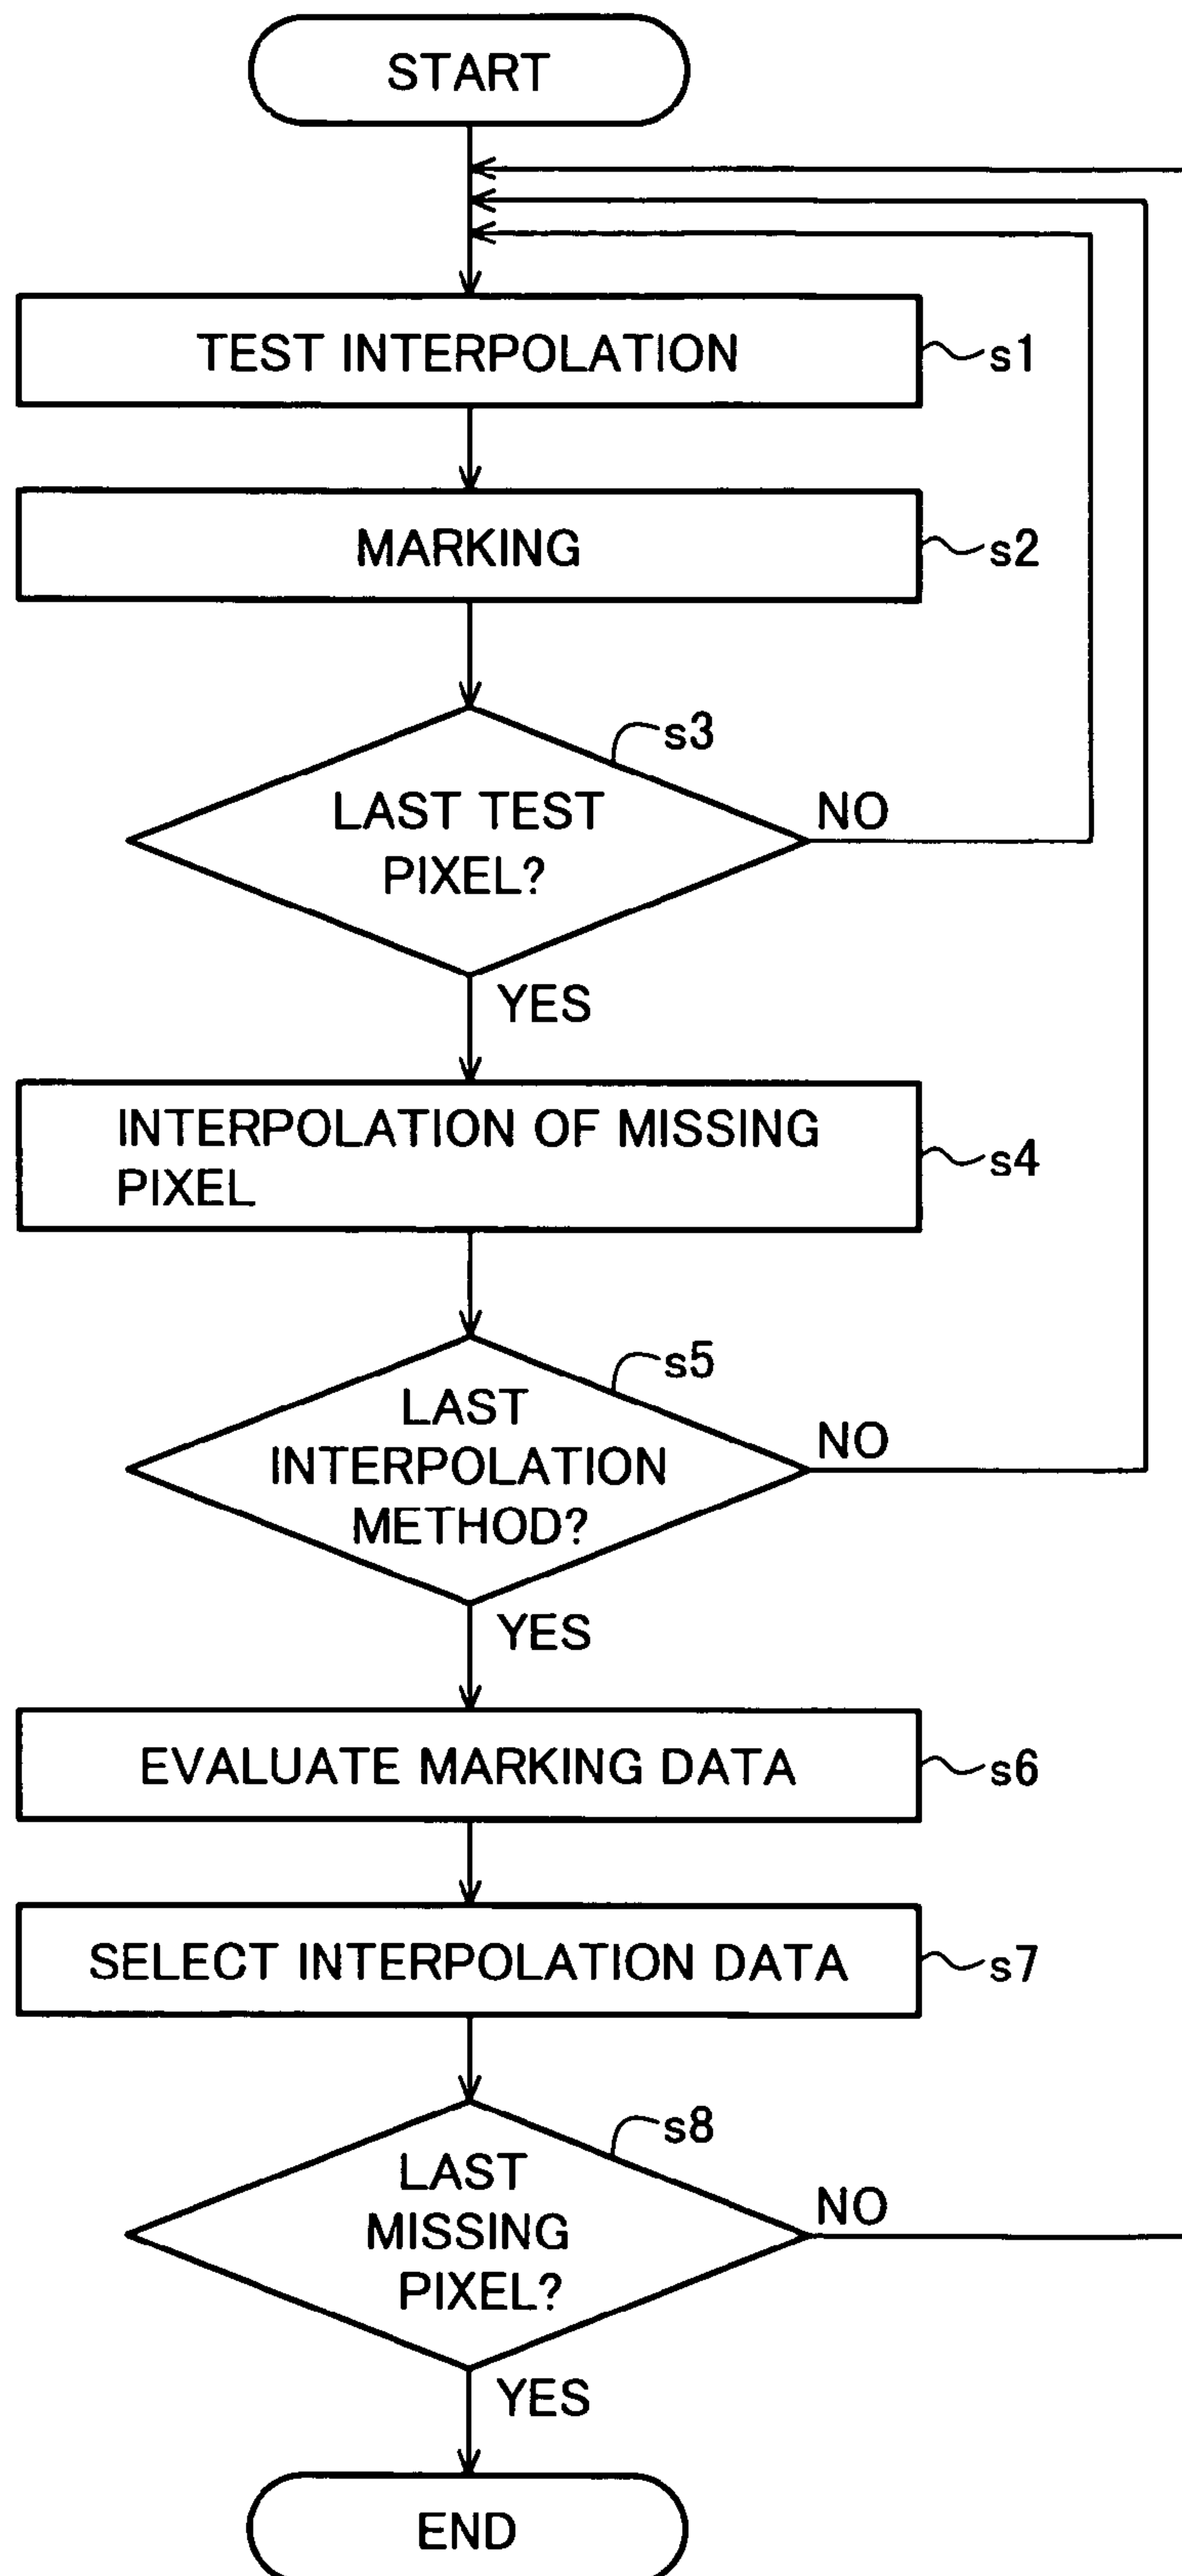 START
TEST INTERPOLATION
s1
MARKING
s2
s3
LAST TEST
PIXEL?
NO
YES
INTERPOLATION OF MISSING
PIXEL
s4
s5
LAST
INTERPOLATION
METHOD?
NO
YES
EVALUATE MARKING DATA
s6
SELECT INTERPOLATION DATA
s7
s8
LAST
MISSING
PIXEL?
NO
YES
END